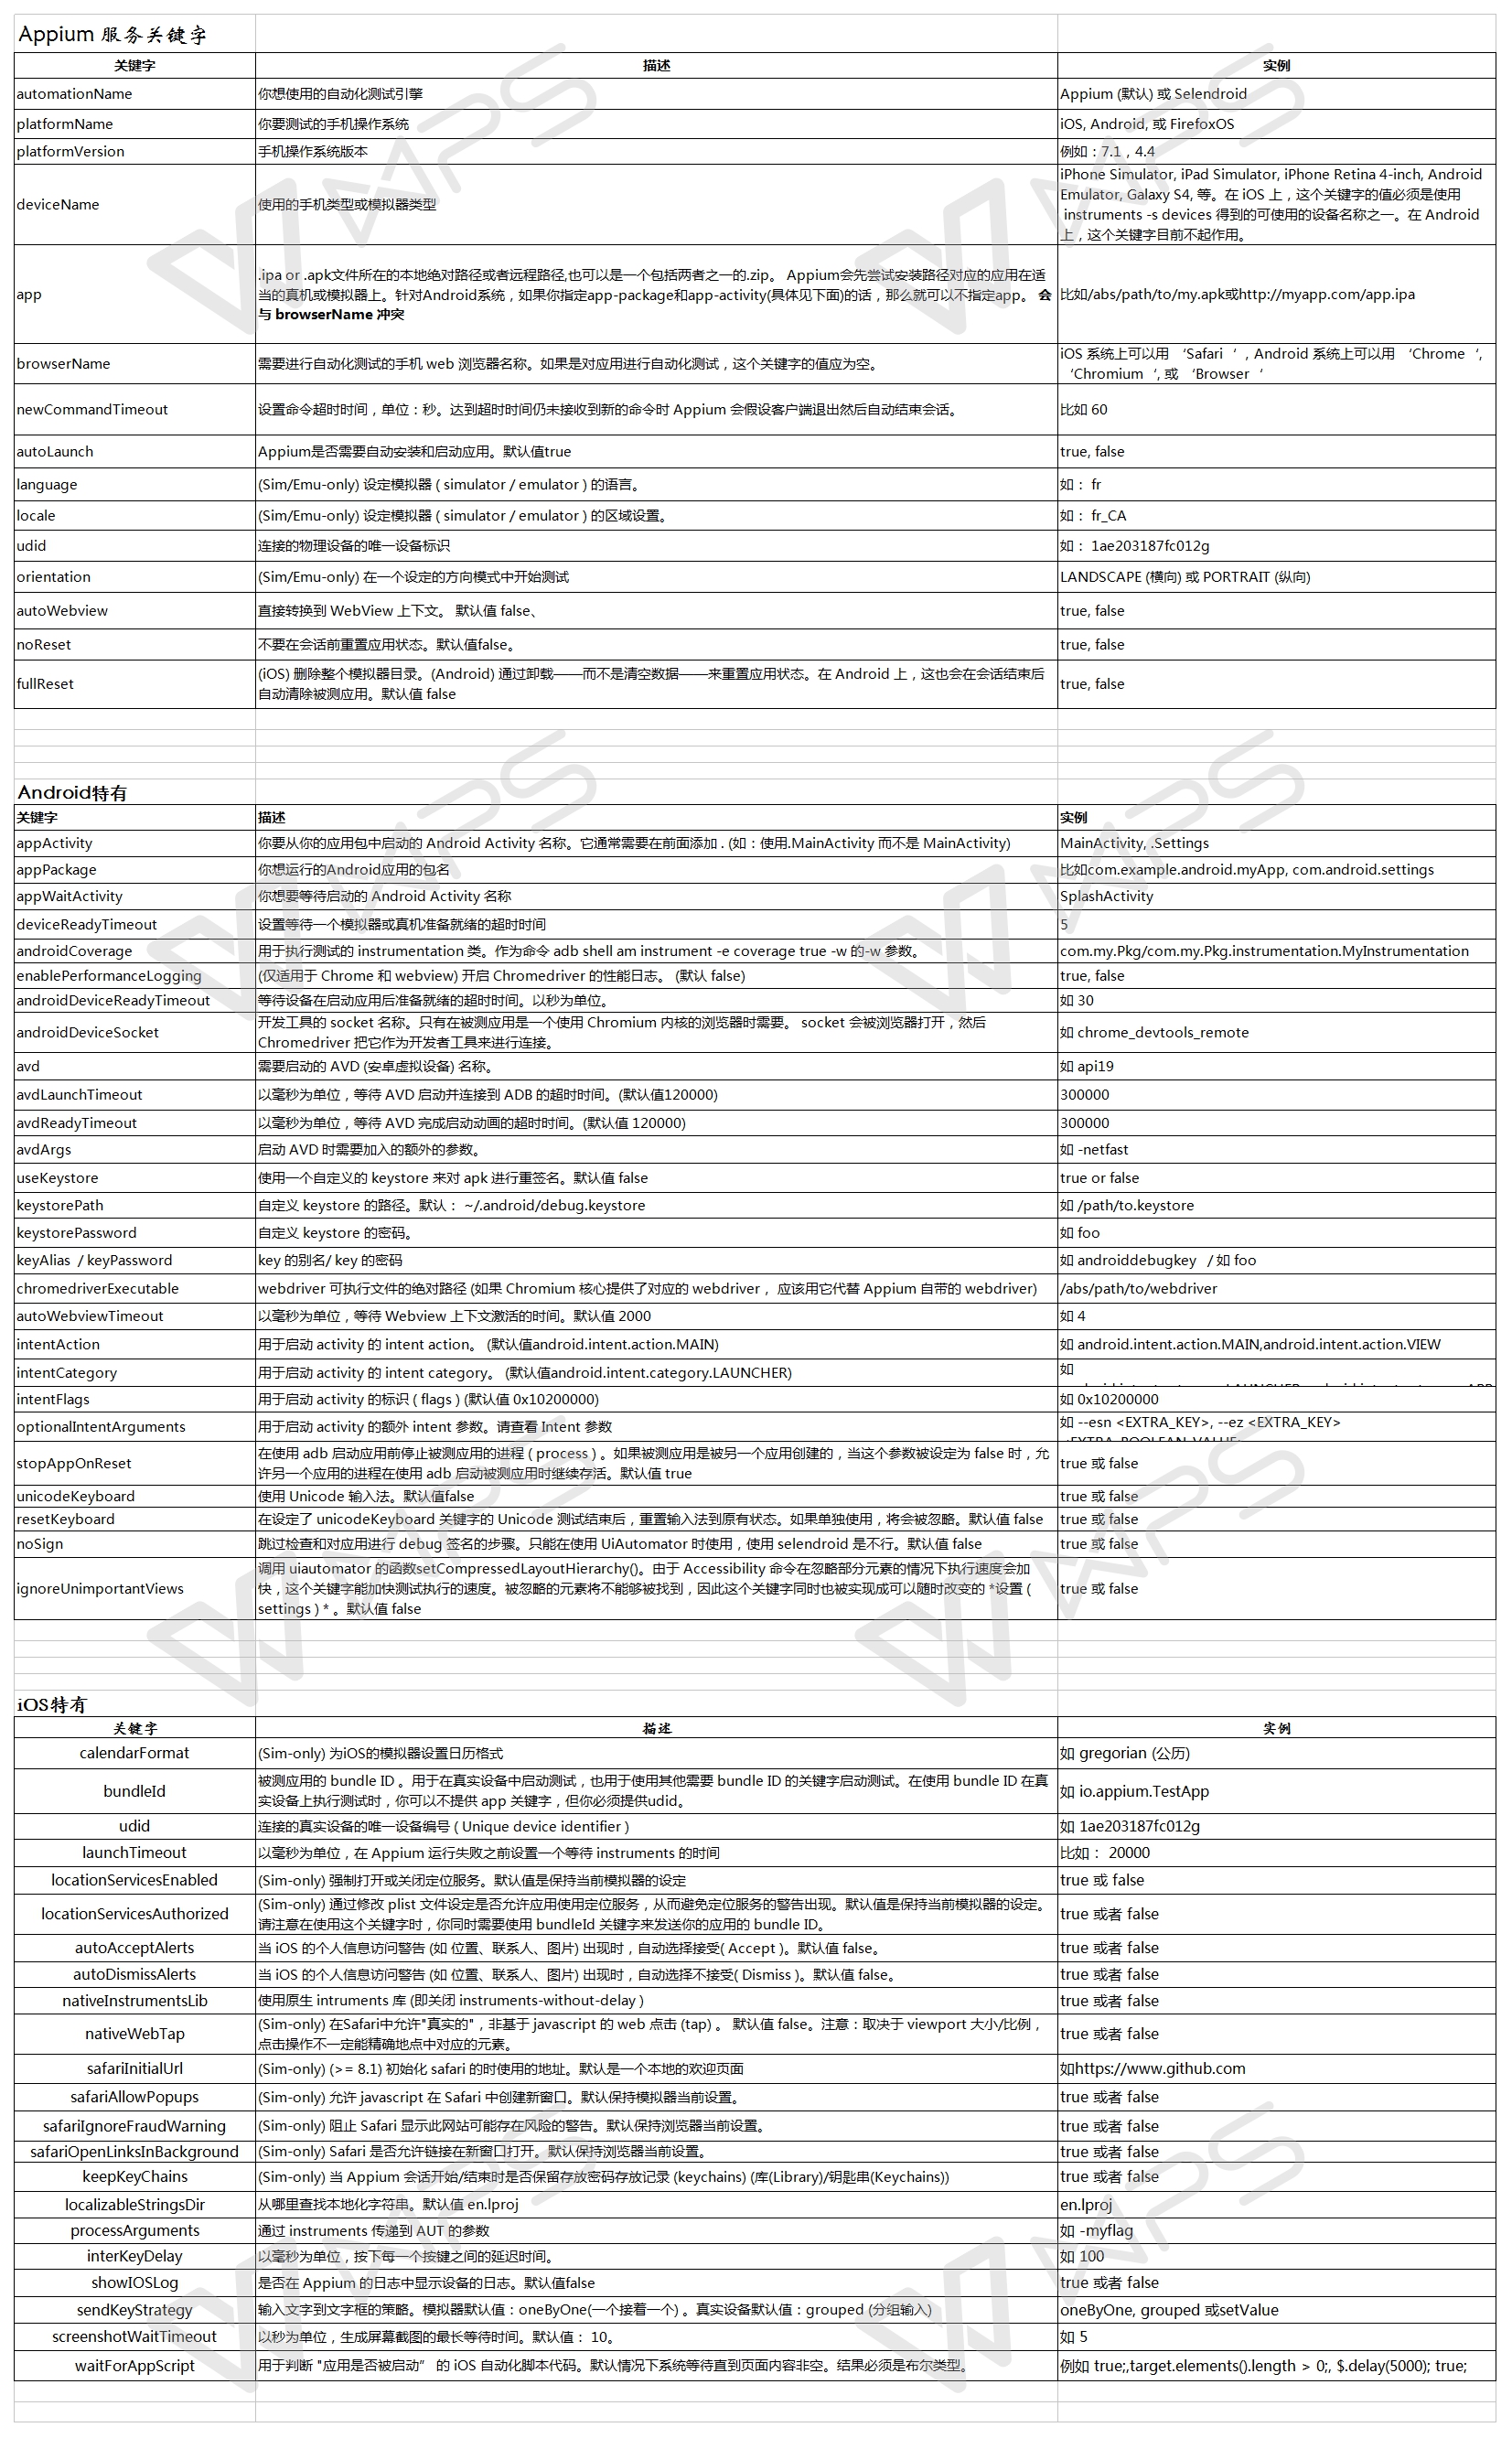 Appium 服务关键字
关键字 描述 实例
automationName 你想使用的自动化测试引擎 Appium (默认) 或 Selendroid
platformName 你要测试的手机操作系统 iOS, Android, 或 FirefoxOS
platformVersion 手机操作系统版本 例如：7.1，4.4
deviceName 使用的手机类型或模拟器类型 iPhone Simulator, iPad Simulator, iPhone Retina 4-inch, Android
Emulator, Galaxy S4, 等。在 iOS 上，这个关键字的值必须是使用
instruments -s devices 得到的可使用的设备名称之一。在 Android
上，这个关键字目前不起作用。
app .ipa or .apk文件所在的本地绝对路径或者远程路径,也可以是一个包括两者之一的.zip。 Appium会先尝试安装路径对应的应用在适
当的真机或模拟器上。针对Android系统，如果你指定app-package和app-activity(具体见下面)的话，那么就可以不指定app。 会
与 browserName 冲突
比如/abs/path/to/my.apk或http://myapp.com/app.ipa
browserName 需要进行自动化测试的手机 web 浏览器名称。如果是对应用进行自动化测试，这个关键字的值应为空。 iOS 系统上可以用 ‘Safari‘ , Android 系统上可以用 ‘Chrome‘,
‘Chromium‘, 或 ‘Browser‘
newCommandTimeout 设置命令超时时间，单位：秒。达到超时时间仍未接收到新的命令时 Appium 会假设客户端退出然后自动结束会话。 比如 60
autoLaunch Appium是否需要自动安装和启动应用。默认值true true, false
language (Sim/Emu-only) 设定模拟器 ( simulator / emulator ) 的语言。 如： fr
locale (Sim/Emu-only) 设定模拟器 ( simulator / emulator ) 的区域设置。 如： fr_CA
udid 连接的物理设备的唯一设备标识 如： 1ae203187fc012g
orientation (Sim/Emu-only) 在一个设定的方向模式中开始测试 LANDSCAPE (横向) 或 PORTRAIT (纵向)
autoWebview 直接转换到 WebView 上下文。 默认值 false、 true, false
noReset 不要在会话前重置应用状态。默认值false。 true, false
fullReset (iOS) 删除整个模拟器目录。(Android) 通过卸载——而不是清空数据——来重置应用状态。在 Android 上，这也会在会话结束后
自动清除被测应用。默认值 false
true, false
Android特有
关键字 描述 实例
appActivity 你要从你的应用包中启动的 Android Activity 名称。它通常需要在前面添加 . (如：使用.MainActivity 而不是 MainActivity) MainActivity, .Settings
appPackage 你想运行的Android应用的包名 比如com.example.android.myApp, com.android.settings
appWaitActivity 你想要等待启动的 Android Activity 名称 SplashActivity
deviceReadyTimeout 设置等待一个模拟器或真机准备就绪的超时时间 5
androidCoverage 用于执行测试的 instrumentation 类。作为命令 adb shell am instrument -e coverage true -w 的-w 参数。 com.my.Pkg/com.my.Pkg.instrumentation.MyInstrumentation
enablePerformanceLogging (仅适用于 Chrome 和 webview) 开启 Chromedriver 的性能日志。 (默认 false) true, false
androidDeviceReadyTimeout 等待设备在启动应用后准备就绪的超时时间。以秒为单位。 如 30
androidDeviceSocket 开发工具的 socket 名称。只有在被测应用是一个使用 Chromium 内核的浏览器时需要。 socket 会被浏览器打开，然后
Chromedriver 把它作为开发者工具来进行连接。
如 chrome_devtools_remote
avd 需要启动的 AVD (安卓虚拟设备) 名称。 如 api19
avdLaunchTimeout 以毫秒为单位，等待 AVD 启动并连接到 ADB 的超时时间。(默认值120000) 300000
avdReadyTimeout 以毫秒为单位，等待 AVD 完成启动动画的超时时间。(默认值 120000) 300000
avdArgs 启动 AVD 时需要加入的额外的参数。 如 -netfast
useKeystore 使用一个自定义的 keystore 来对 apk 进行重签名。默认值 false true or false
keystorePath 自定义 keystore 的路径。默认： ~/.android/debug.keystore 如 /path/to.keystore
keystorePassword 自定义 keystore 的密码。 如 foo
keyAlias / keyPassword key 的别名/ key 的密码 如 androiddebugkey / 如 foo
chromedriverExecutable webdriver 可执行文件的绝对路径 (如果 Chromium 核心提供了对应的 webdriver， 应该用它代替 Appium 自带的 webdriver) /abs/path/to/webdriver
autoWebviewTimeout 以毫秒为单位，等待 Webview 上下文激活的时间。默认值 2000 如 4
intentAction 用于启动 activity 的 intent action。 (默认值android.intent.action.MAIN) 如 android.intent.action.MAIN,android.intent.action.VIEW
intentCategory 用于启动 activity 的 intent category。 (默认值android.intent.category.LAUNCHER) 如
intentFlags 用于启动 activity 的标识 ( flags ) (默认值 0x10200000) 如 0x10200000
optionalIntentArguments 用于启动 activity 的额外 intent 参数。请查看 Intent 参数 如 --esn <EXTRA_KEY>, --ez <EXTRA_KEY>
stopAppOnReset 在使用 adb 启动应用前停止被测应用的进程 ( process ) 。如果被测应用是被另一个应用创建的，当这个参数被设定为 false 时，允
许另一个应用的进程在使用 adb 启动被测应用时继续存活。默认值 true
true 或 false
unicodeKeyboard 使用 Unicode 输入法。默认值false true 或 false
resetKeyboard 在设定了 unicodeKeyboard 关键字的 Unicode 测试结束后，重置输入法到原有状态。如果单独使用，将会被忽略。默认值 false true 或 false
noSign 跳过检查和对应用进行 debug 签名的步骤。只能在使用 UiAutomator 时使用，使用 selendroid 是不行。默认值 false true 或 false
ignoreUnimportantViews 调用 uiautomator 的函数setCompressedLayoutHierarchy()。由于 Accessibility 命令在忽略部分元素的情况下执行速度会加
快，这个关键字能加快测试执行的速度。被忽略的元素将不能够被找到，因此这个关键字同时也被实现成可以随时改变的 *设置 (
settings ) * 。默认值 false
true 或 false
iOS特有
关键字 描述 实例
calendarFormat (Sim-only) 为iOS的模拟器设置日历格式 如 gregorian (公历)
bundleId 被测应用的 bundle ID 。用于在真实设备中启动测试，也用于使用其他需要 bundle ID 的关键字启动测试。在使用 bundle ID 在真
实设备上执行测试时，你可以不提供 app 关键字，但你必须提供udid。
如 io.appium.TestApp
udid 连接的真实设备的唯一设备编号 ( Unique device identifier ) 如 1ae203187fc012g
launchTimeout 以毫秒为单位，在 Appium 运行失败之前设置一个等待 instruments 的时间 比如： 20000
locationServicesEnabled (Sim-only) 强制打开或关闭定位服务。默认值是保持当前模拟器的设定 true 或 false
locationServicesAuthorized (Sim-only) 通过修改 plist 文件设定是否允许应用使用定位服务，从而避免定位服务的警告出现。默认值是保持当前模拟器的设定。
请注意在使用这个关键字时，你同时需要使用 bundleId 关键字来发送你的应用的 bundle ID。
true 或者 false
autoAcceptAlerts 当 iOS 的个人信息访问警告 (如 位置、联系人、图片) 出现时，自动选择接受( Accept )。默认值 false。 true 或者 false
autoDismissAlerts 当 iOS 的个人信息访问警告 (如 位置、联系人、图片) 出现时，自动选择不接受( Dismiss )。默认值 false。 true 或者 false
nativeInstrumentsLib 使用原生 intruments 库 (即关闭 instruments-without-delay ) true 或者 false
nativeWebTap (Sim-only) 在Safari中允许"真实的"，非基于 javascript 的 web 点击 (tap) 。 默认值 false。注意：取决于 viewport 大小/比例，
点击操作不一定能精确地点中对应的元素。
true 或者 false
safariInitialUrl (Sim-only) (>= 8.1) 初始化 safari 的时使用的地址。默认是一个本地的欢迎页面 如https://www.github.com
safariAllowPopups (Sim-only) 允许 javascript 在 Safari 中创建新窗口。默认保持模拟器当前设置。 true 或者 false
safariIgnoreFraudWarning (Sim-only) 阻止 Safari 显示此网站可能存在风险的警告。默认保持浏览器当前设置。 true 或者 false
safariOpenLinksInBackground (Sim-only) Safari 是否允许链接在新窗口打开。默认保持浏览器当前设置。 true 或者 false
keepKeyChains (Sim-only) 当 Appium 会话开始/结束时是否保留存放密码存放记录 (keychains) (库(Library)/钥匙串(Keychains)) true 或者 false
localizableStringsDir 从哪里查找本地化字符串。默认值 en.lproj en.lproj
processArguments 通过 instruments 传递到 AUT 的参数 如 -myflag
interKeyDelay 以毫秒为单位，按下每一个按键之间的延迟时间。 如 100
showIOSLog 是否在 Appium 的日志中显示设备的日志。默认值false true 或者 false
sendKeyStrategy 输入文字到文字框的策略。模拟器默认值：oneByOne(一个接着一个) 。真实设备默认值：grouped (分组输入) oneByOne, grouped 或setValue
screenshotWaitTimeout 以秒为单位，生成屏幕截图的最长等待时间。默认值： 10。 如 5
waitForAppScript 用于判断 "应用是否被启动” 的 iOS 自动化脚本代码。默认情况下系统等待直到页面内容非空。结果必须是布尔类型。 例如 true;,target.elements().length > 0;, $.delay(5000); true;
WPS
WPS
WPS
WPS
WPS
WPS
WPS
WPS